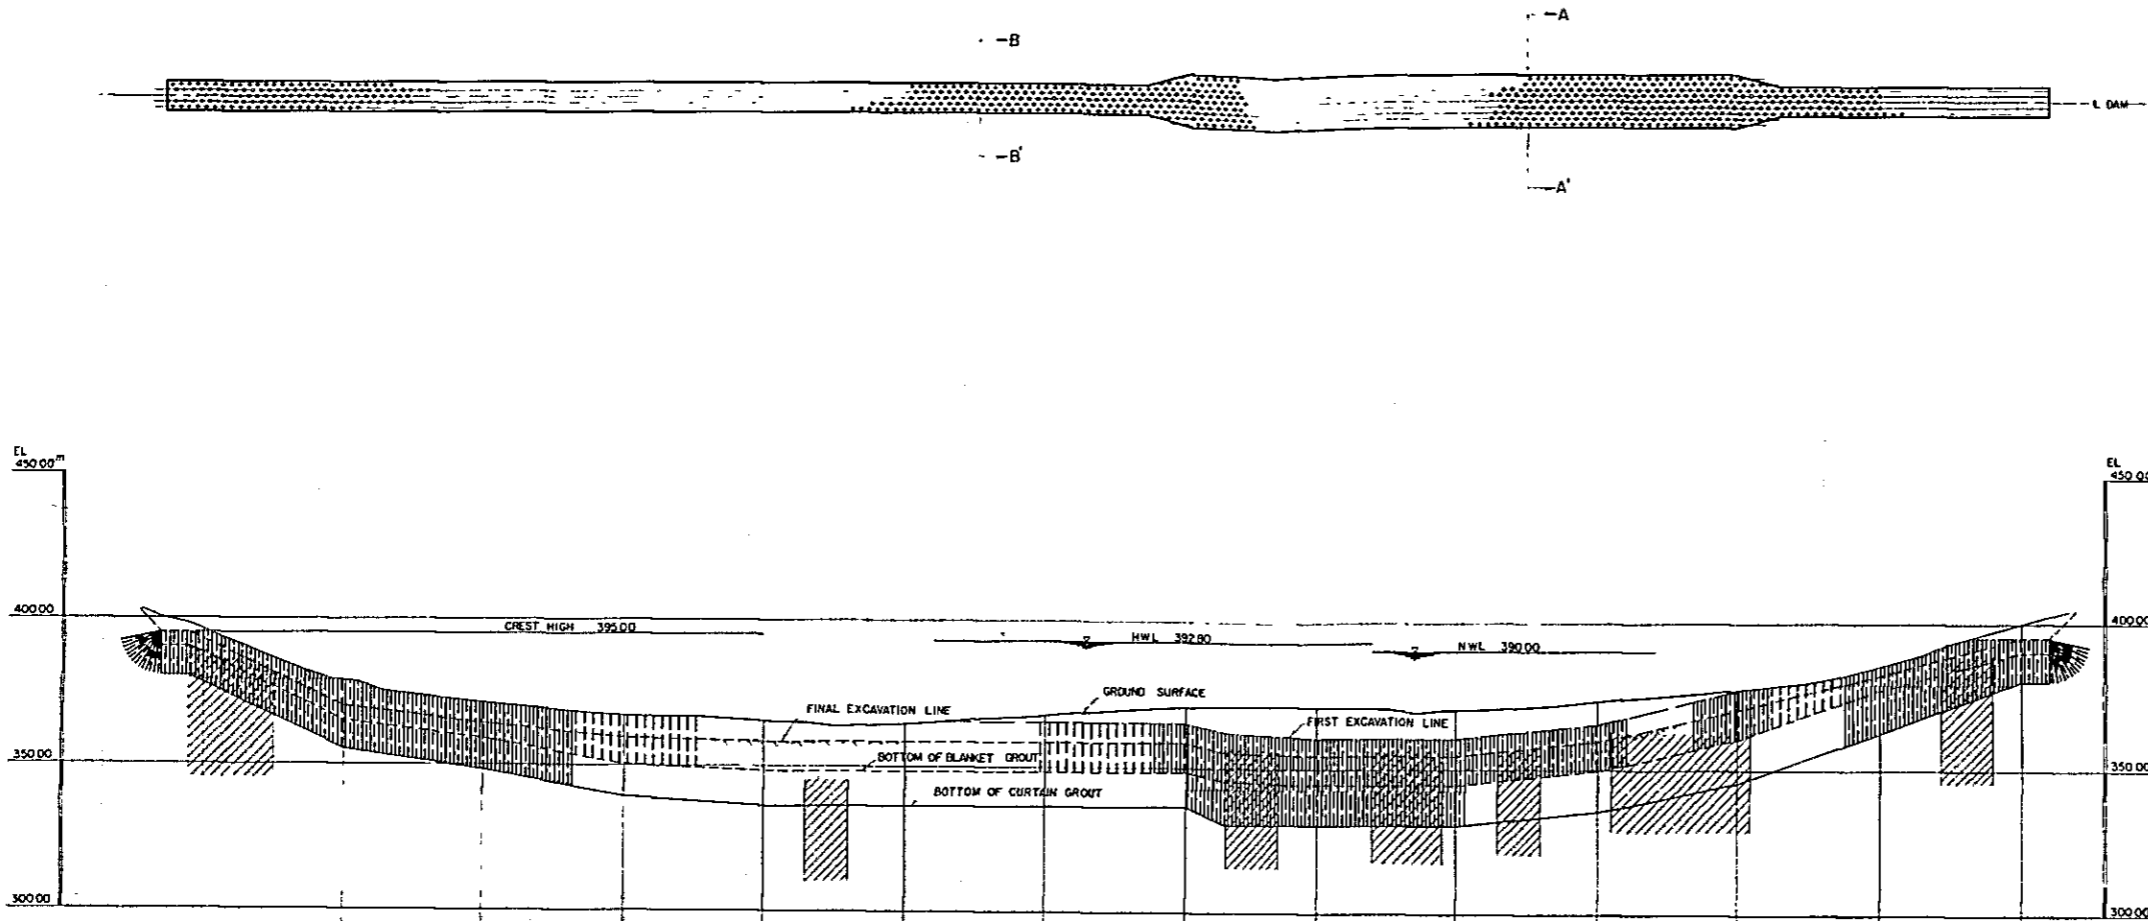 A
B
L DAM
B'
A'
EL
450.00 m
EL
450.00
400.00
400.00
CREST HIGH 395.00
HWL 392.80
NWL 390.00
GROUND SURFACE
FINAL EXCAVATION LINE
FIRST EXCAVATION LINE
350.00
BOTTOM OF BLANKET GROUT
350.00
BOTTOM OF CURTAIN GROUT
300.00
300.00